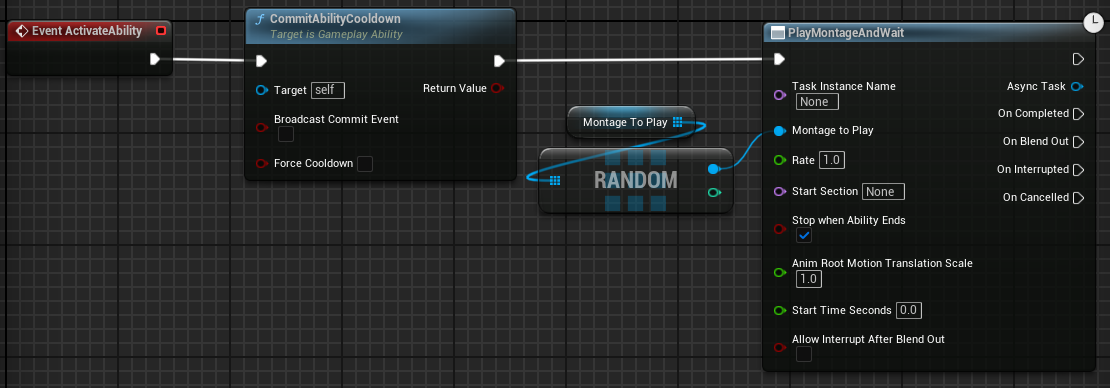 Event ActivateAbility
CommitAbilityCooldown
Target is Gameplay Ability
Target self
Return Value
Broadcast Commit Event
Force Cooldown
Montage To Play
RANDOM
PlayMontageAndWait
Task Instance Name
None
Async Task
On Completed
Montage to Play
On Blend Out
Rate 1.0
On Interrupted
Start Section None
On Cancelled
Stop when Ability Ends
Anim Root Motion Translation Scale
1.0
Start Time Seconds 0.0
Allow Interrupt After Blend Out